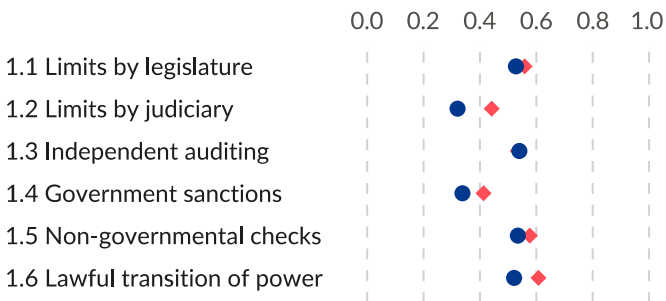 0.0 0.2 0.4 0.6 0.8 1.0
1.1 Limits by legislature
1.2 Limits by judiciary
1.3 Independent auditing
1.4 Government sanctions
1.5 Non-governmental checks
1.6 Lawful transition of power